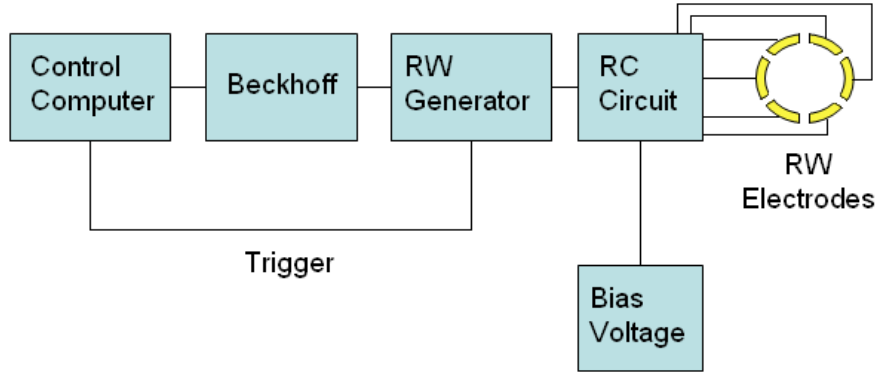 Control
Computer
Beckhoff
RW
Generator
RC
Circuit
RW
Electrodes
Trigger
Bias
Voltage